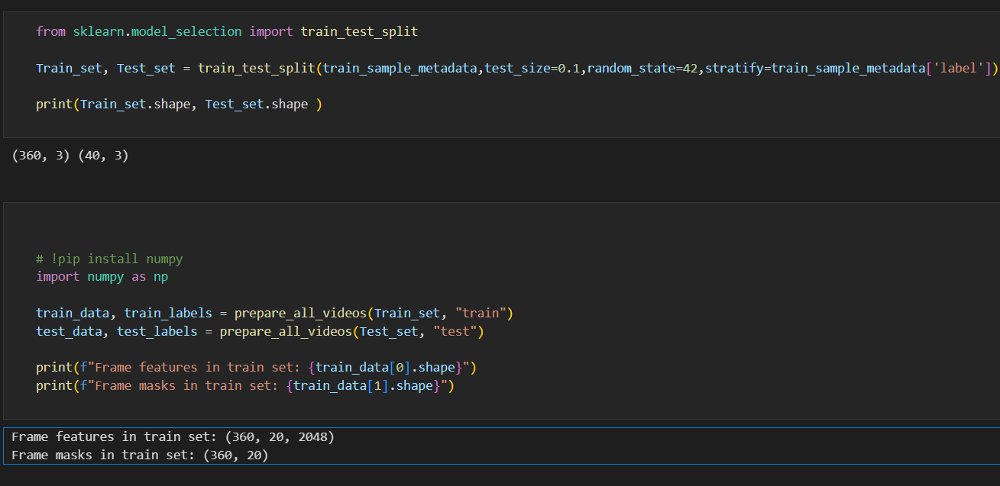 from sklearn.model_selection import train_test_split
Train_set, Test_set = train_test_split(train_sample_metadata,test_size=0.1,random_state=42,stratify=train_sample_metadata['label'])
print(Train_set.shape, Test_set.shape )
(360, 3) (40, 3)
# !pip install numpy
import numpy as np
train_data, train_labels = prepare_all_videos(Train_set, "train")
test_data, test_labels = prepare_all_videos(Test_set, "test")
print(f"Frame features in train set: {train_data[0].shape}")
print(f"Frame masks in train set: {train_data[1].shape}")
Frame features in train set: (360, 20, 2048)
Frame masks in train set: (360, 20)